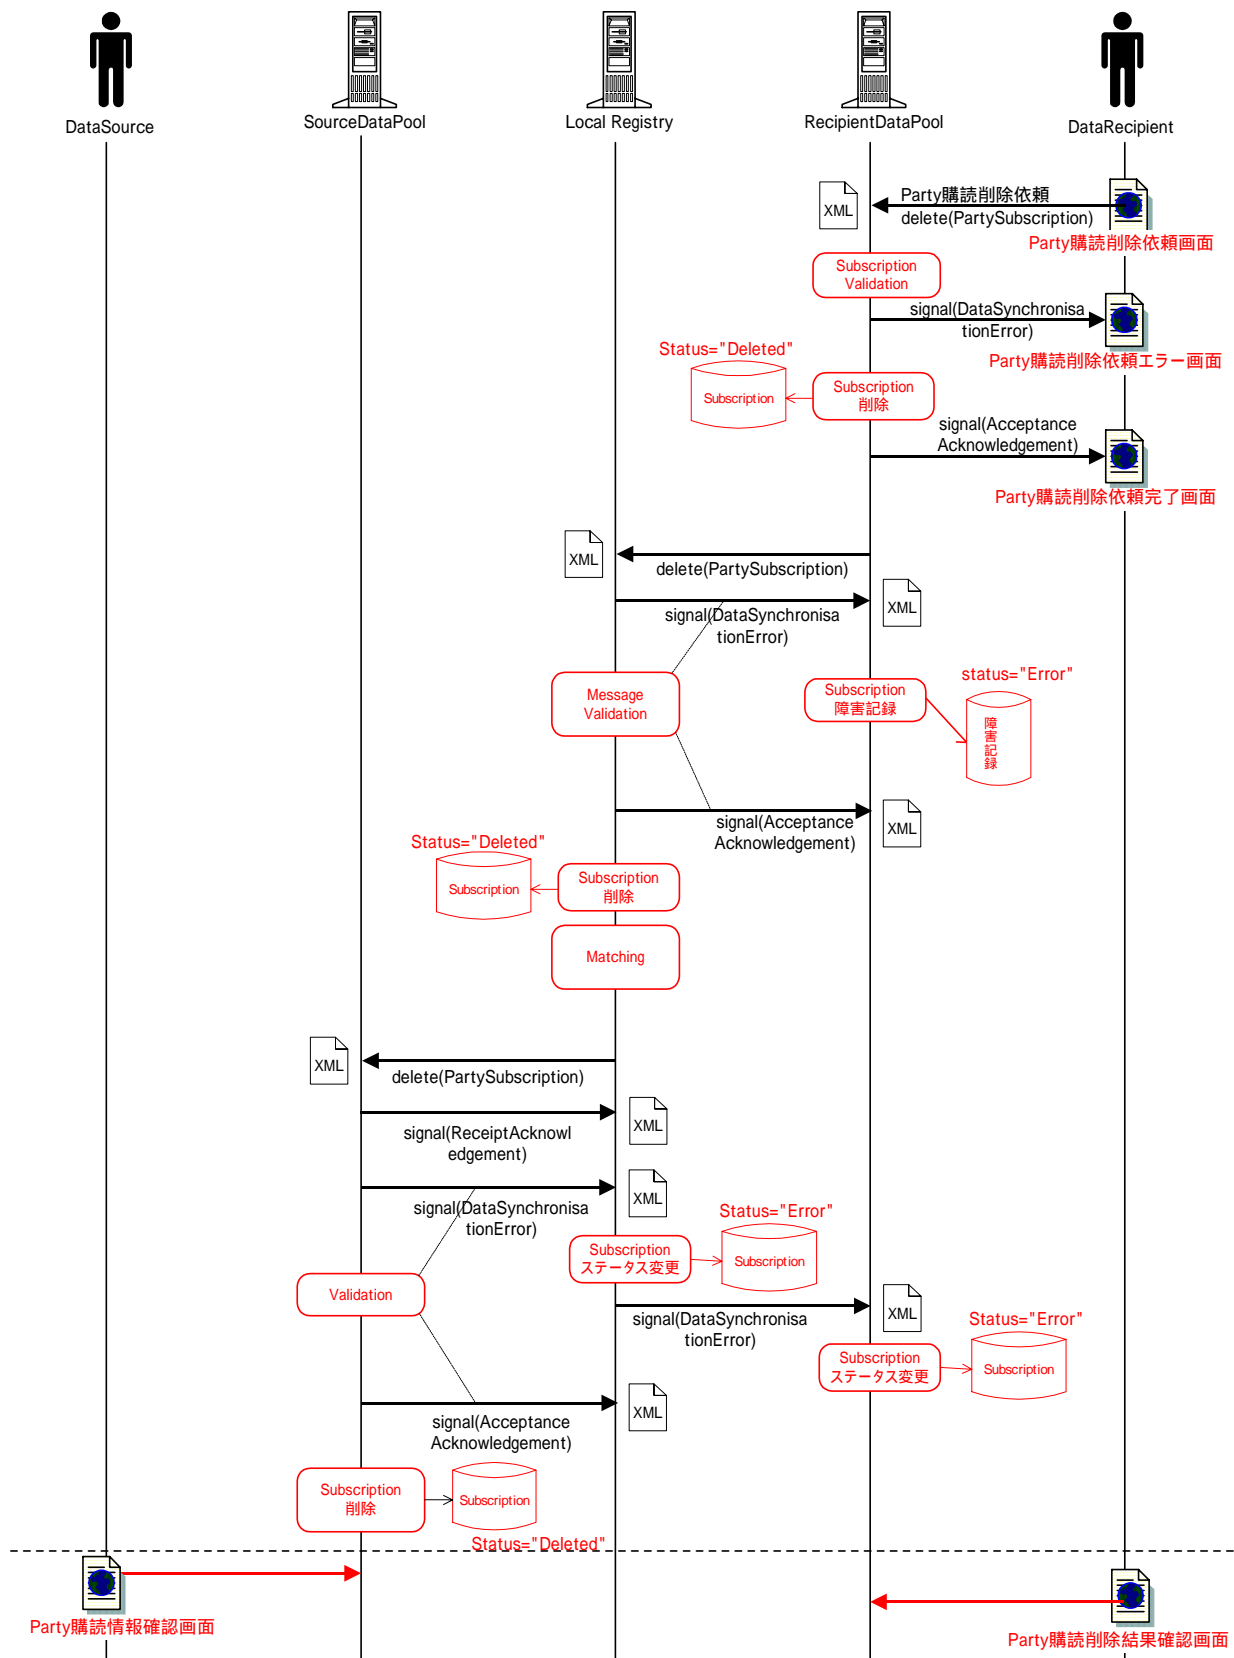 DataSource
SourceDataPool
Local Registry
RecipientDataPool
DataRecipient
XML
Party購読削除依頼
delete(PartySubscription)
Party購読削除依頼画面
Subscription
Validation
signal(DataSynchronisa
tionError)
Party購読削除依頼エラー画面
Status="Deleted"
Subscription
Subscription
削除
signal(Acceptance
Acknowledgement)
Party購読削除依頼完了画面
XML
delete(PartySubscription)
signal(DataSynchronisa
tionError)
XML
Message
Validation
Subscription
障害記録
status="Error"
障害記録
signal(Acceptance
Acknowledgement)
XML
Status="Deleted"
Subscription
Subscription
削除
Matching
XML
delete(PartySubscription)
signal(ReceiptAcknowl
edgement)
XML
signal(DataSynchronisa
tionError)
XML
Status="Error"
Subscription
ステータス変更
Subscription
Validation
signal(DataSynchronisa
tionError)
XML
Status="Error"
Subscription
ステータス変更
Subscription
signal(Acceptance
Acknowledgement)
XML
Subscription
削除
Subscription
Status="Deleted"
Party購読情報確認画面
Party購読削除結果確認画面